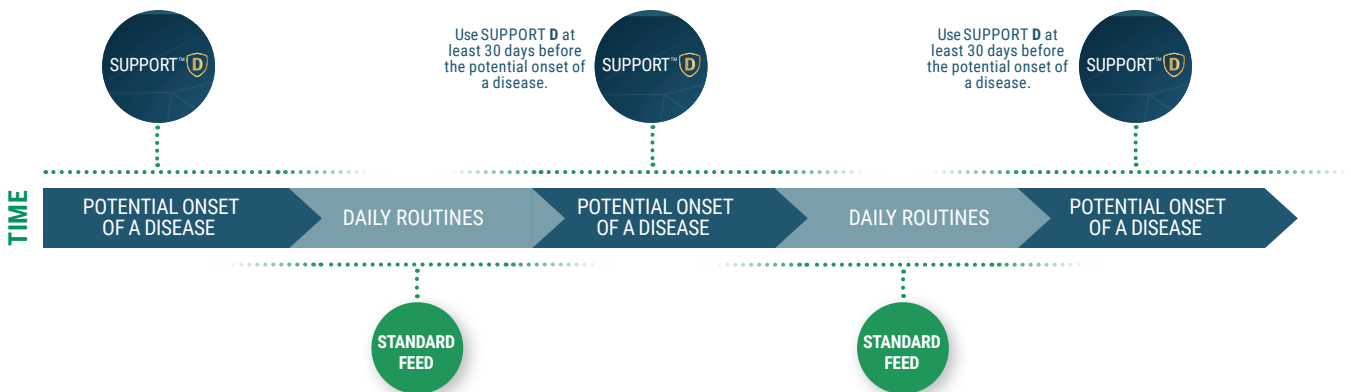 SUPPORT™ D
Use SUPPORT D at
least 30 days before
the potential onset of
a disease.
SUPPORT™ D
Use SUPPORT D at
least 30 days before
the potential onset of
a disease.
SUPPORT™ D
TIME
POTENTIAL ONSET
OF A DISEASE
DAILY ROUTINES
POTENTIAL ONSET
OF A DISEASE
DAILY ROUTINES
POTENTIAL ONSET
OF A DISEASE
STANDARD
FEED
STANDARD
FEED